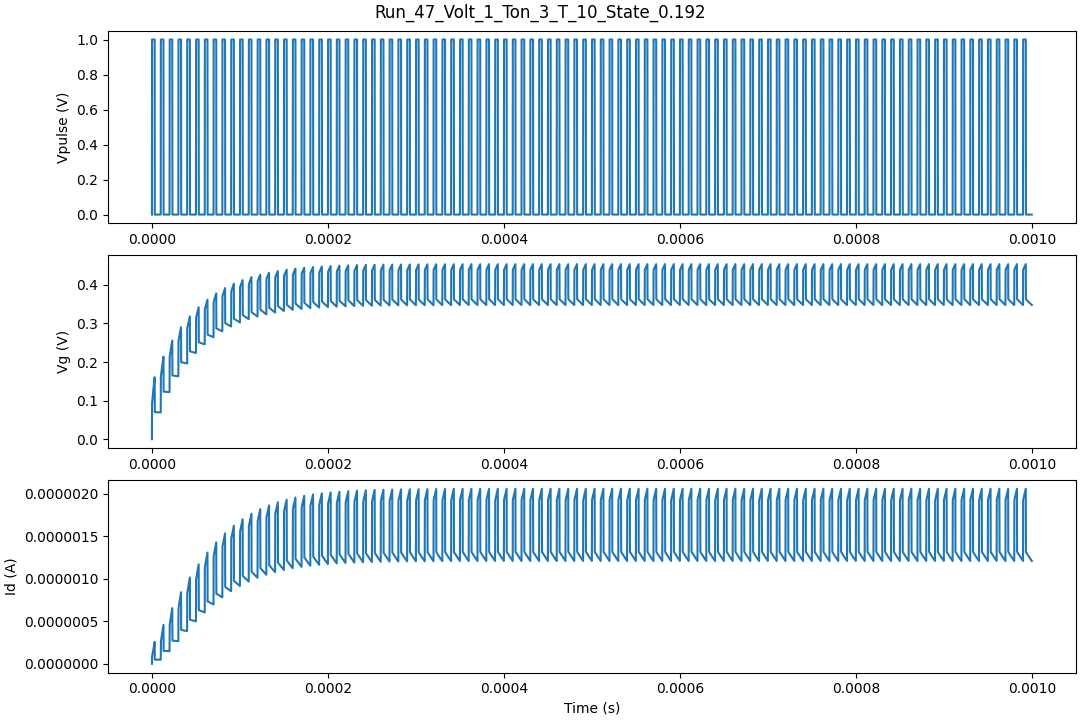 Run_47_Volt_1_Ton_3_T_10_State_0.192
Vpulse (V)
1.0
0.8
0.6
0.4
0.2
0.0
0.0000 0.0002 0.0004 0.0006 0.0008 0.0010
Vg (V)
0.4
0.3
0.2
0.1
0.0
0.0000 0.0002 0.0004 0.0006 0.0008 0.0010
Id (A)
0.0000020
0.0000015
0.0000010
0.0000005
0.0000000
0.0000 0.0002 0.0004 0.0006 0.0008 0.0010
Time (s)